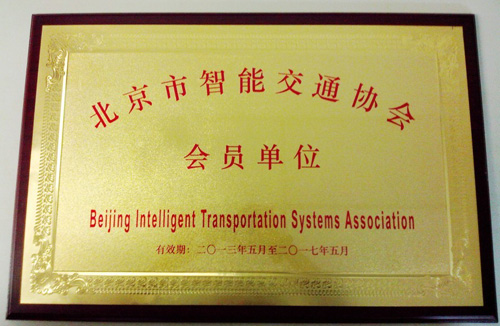 北京市智能交通协会
会员单位
Beijing Intelligent Transportation Systems Association
有效期：二〇一三年五月至二〇一七年五月